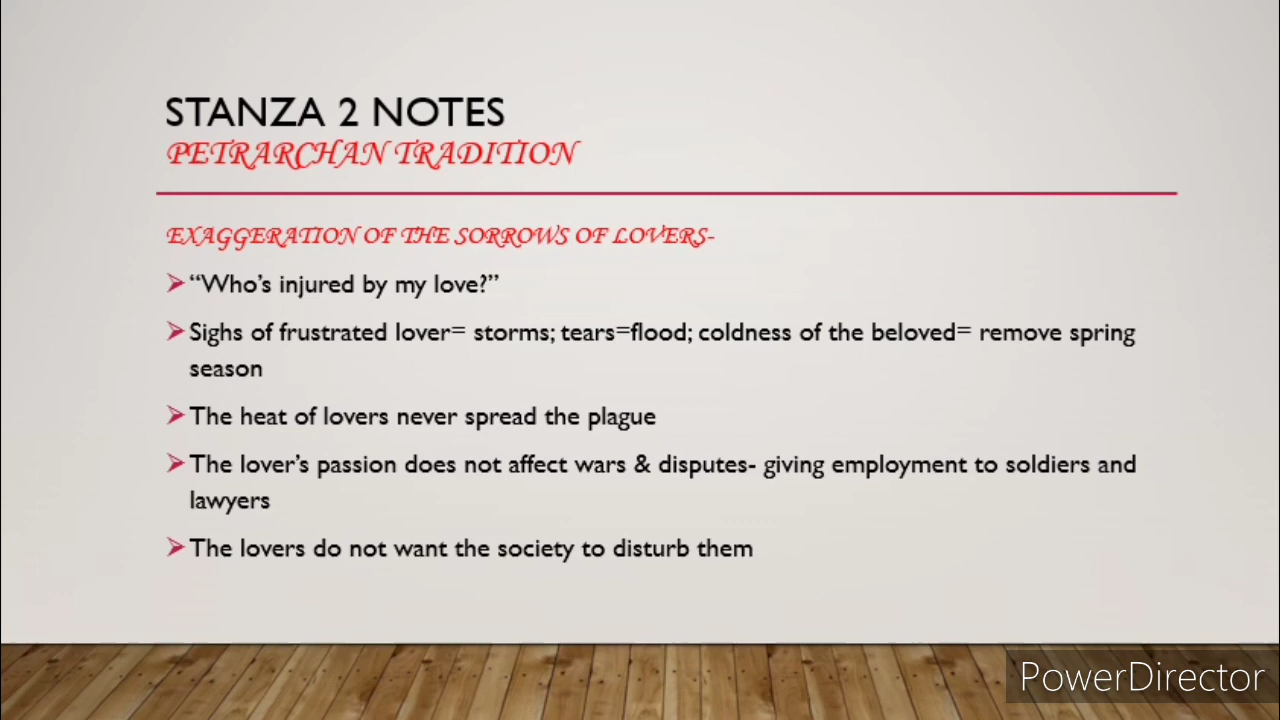 STANZA 2 NOTES
PETRARCHAN TRADITION
EXAGGERATION OF THE SORROWS OF LOVERS-
➢“Who’s injured by my love?”
➢Sighs of frustrated lover= storms; tears=flood; coldness of the beloved= remove spring
season
➢The heat of lovers never spread the plague
➢The lover’s passion does not affect wars & disputes- giving employment to soldiers and
lawyers
➢The lovers do not want the society to disturb them
PowerDirector